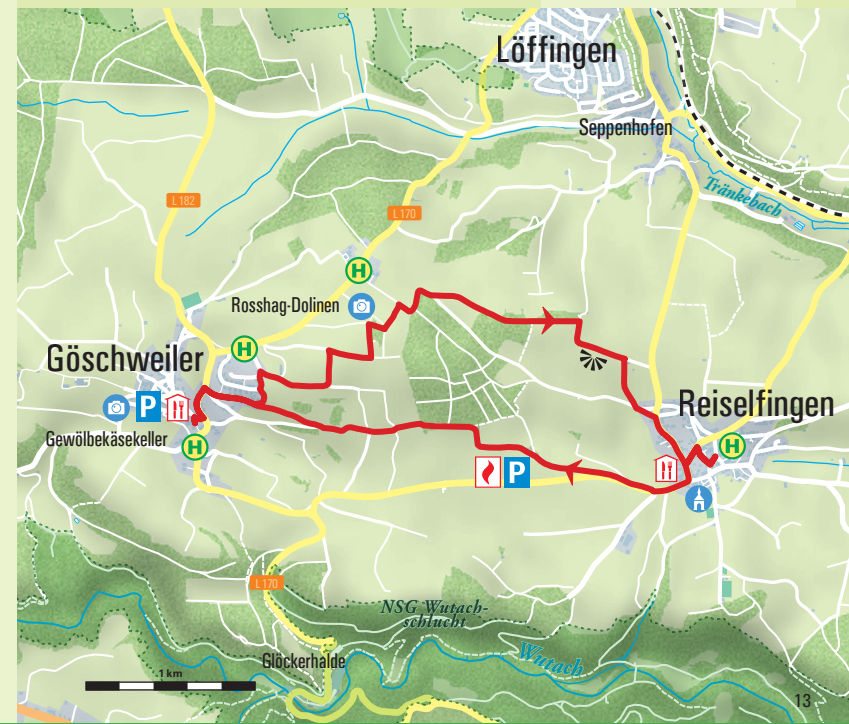 Löffingen
Seppenhofen
Tränkebach
L 182
L 170
H
Rosshag-Dolinen
H
Göschweiler
P
Gewölbekäsekeller
H
Reiselfingen
H
P
L 170
NSG Wutach-
schlucht
Wutach
Glöckerhalde
1 km
13